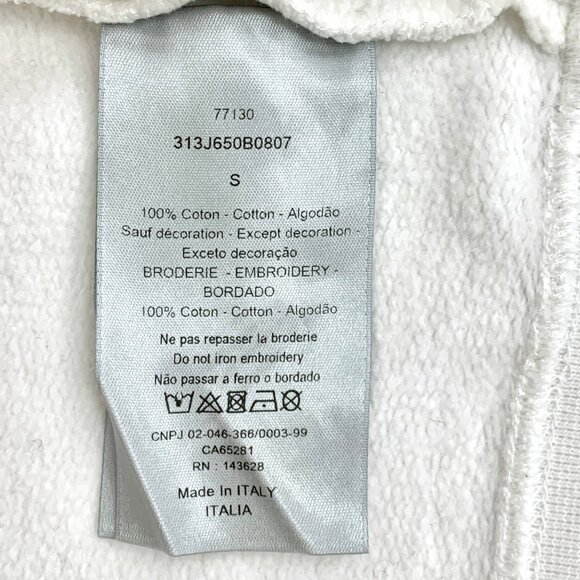 77130
313J650B0807
S
100% Coton - Cotton - Algodão
Sauf décoration - Except decoration -
Exceto decoração
BRODERIE - EMBROIDERY -
BORDADO
100% Coton - Cotton - Algodão
Ne pas repasser la broderie
Do not iron embroidery
Não passar a ferro o bordado
CNPJ 02-046-366/0003-99
CA65281
RN : 143628
Made In ITALY
ITALIA